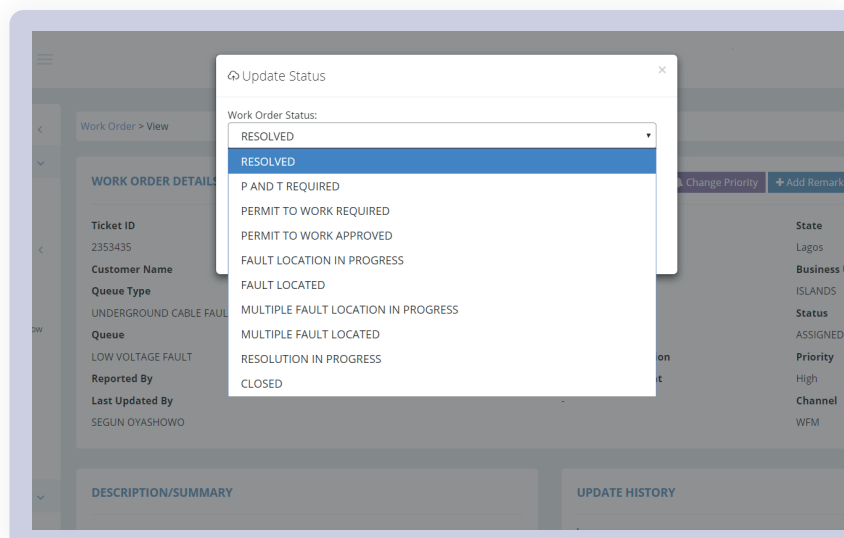 Update Status
×
Work Order Status:
RESOLVED
RESOLVED
P AND T REQUIRED
PERMIT TO WORK REQUIRED
PERMIT TO WORK APPROVED
FAULT LOCATION IN PROGRESS
FAULT LOCATED
MULTIPLE FAULT LOCATION IN PROGRESS
MULTIPLE FAULT LOCATED
RESOLUTION IN PROGRESS
CLOSED
Work Order > View
WORK ORDER DETAILS
Change Priority
+ Add Remark
Ticket ID
2353435
Customer Name
Queue Type
UNDERGROUND CABLE FAUL
Queue
LOW VOLTAGE FAULT
Reported By
Last Updated By
SEGUN OYASHOWO
ow
ion
t
-
State
Lagos
Business
ISLANDS
Status
ASSIGNED
Priority
High
Channel
WFM
DESCRIPTION/SUMMARY
UPDATE HISTORY